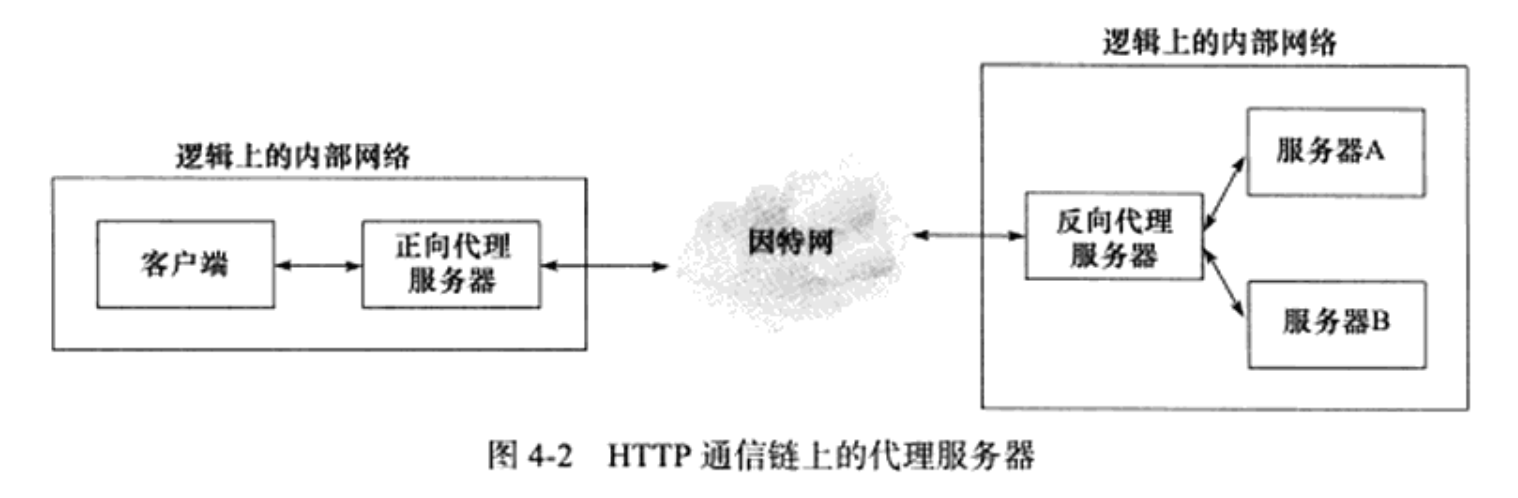 逻辑上的内部网络
客户端
正向代理
服务器
因特网
逻辑上的内部网络
反向代理
服务器
服务器A
服务器B
图 4-2 HTTP 通信链上的代理服务器